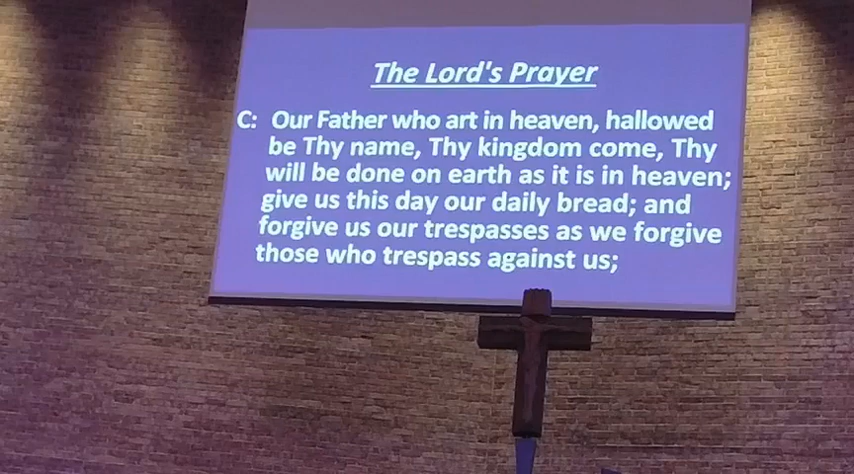 The Lord's Prayer
C: Our Father who art in heaven, hallowed
be Thy name, Thy kingdom come, Thy
will be done on earth as it is in heaven;
give us this day our daily bread; and
forgive us our trespasses as we forgive
those who trespass against us;